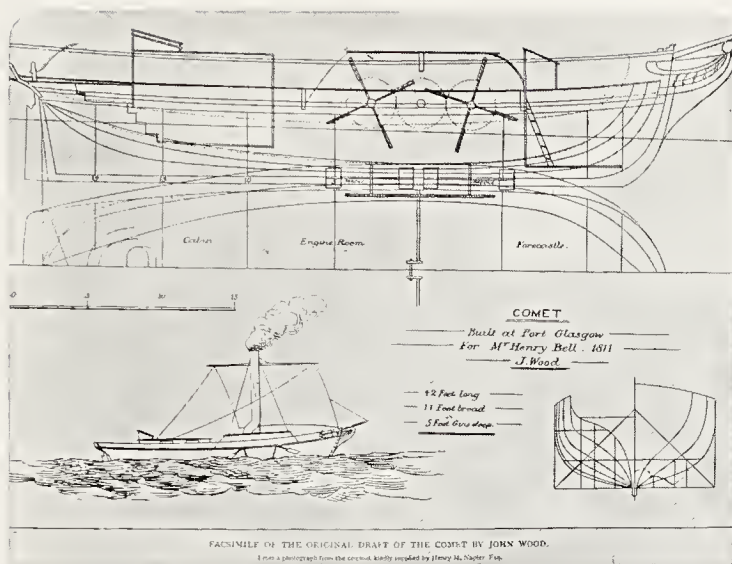 Cabin Engine Room Forecastle.
0 5 10 15
COMET
Built at Port Glasgow
For Mr Henry Bell . 1811
J. Wood
42 Feet long
11 Feet broad
5 Feet 6ins deep.
FACSIMILE OF THE ORIGINAL DRAFT OF THE COMET BY JOHN WOOD.
From a photograph from the original kindly supplied by Henry M. Napier Esq.